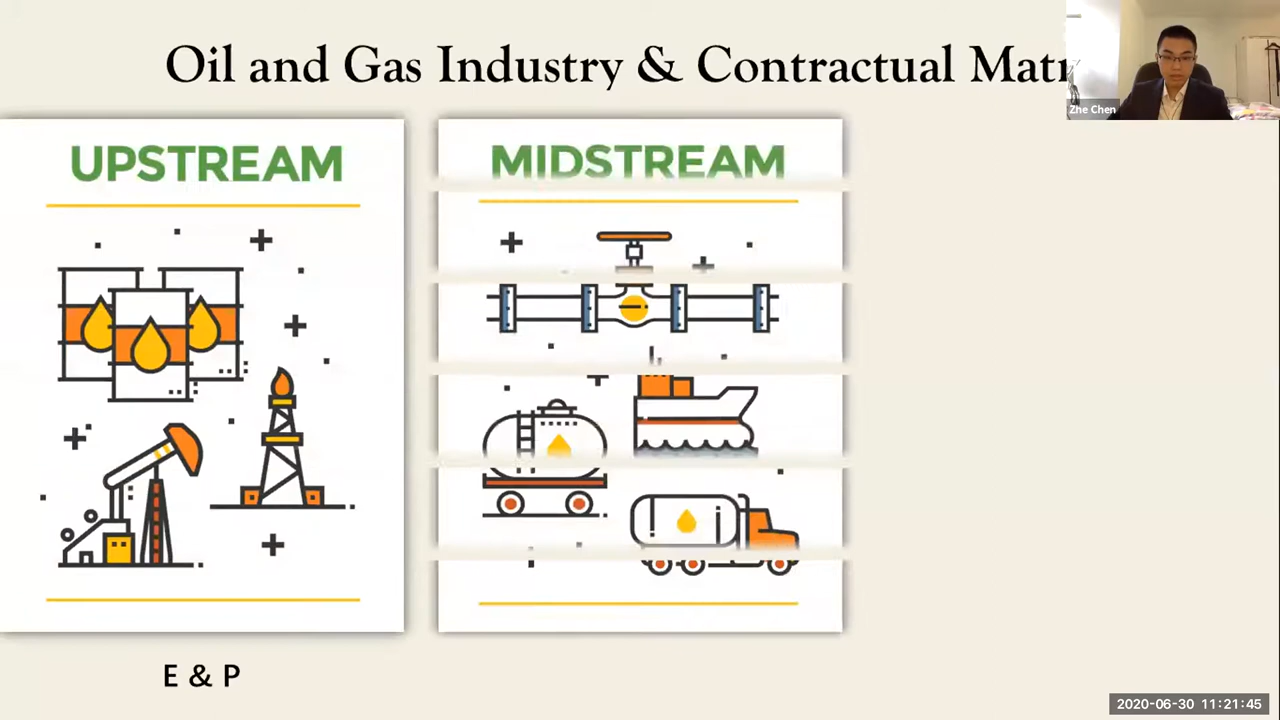 Oil and Gas Industry & Contractual Matr
Zhe Chen
UPSTREAM
MIDSTREAM
E & P
2020-06-30 11:21:45